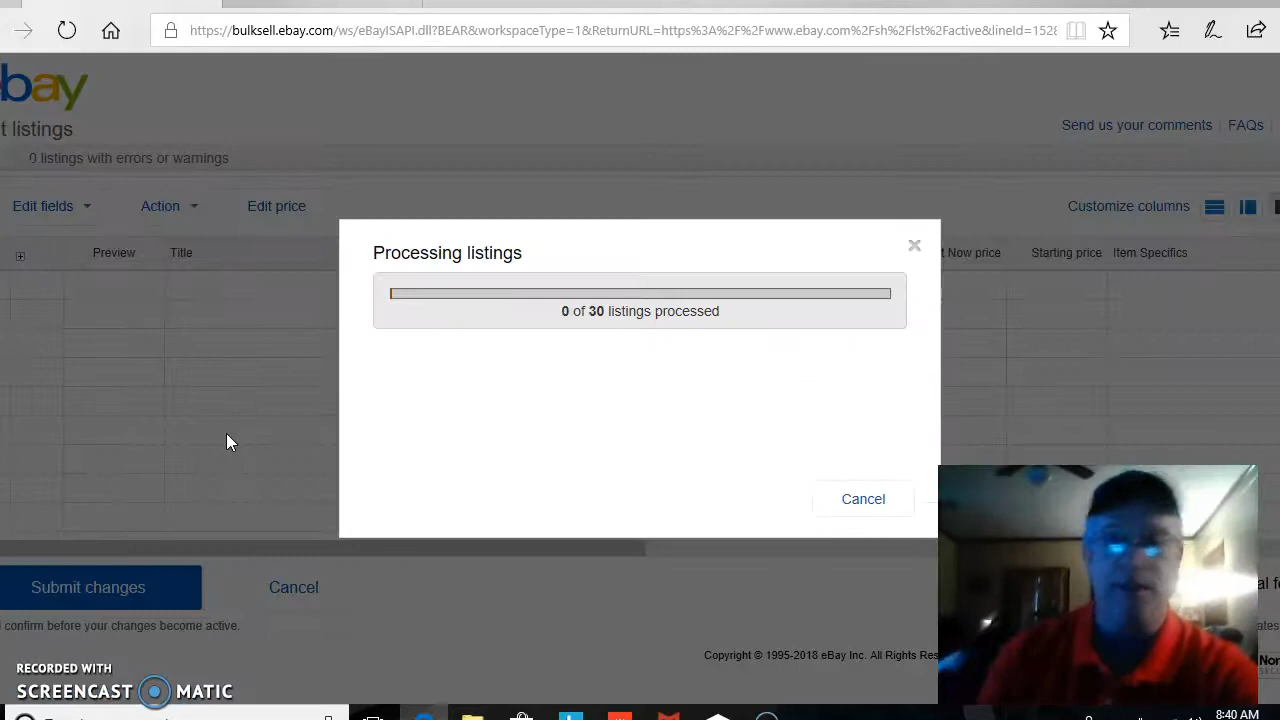 https://bulksell.ebay.com/ws/eBayISAPI.dll?BEAR&workspaceType=1&ReturnURL=https%3A%2F%2Fwww.ebay.com%2Fsh%2Flst%2Factive&lineId=1528
ebay
t listings
Send us your comments FAQs
0 listings with errors or warnings
Edit fields Action Edit price Customize columns
Preview Title Now price Starting price Item Specifics
Processing listings
0 of 30 listings processed
Cancel
Submit changes Cancel
confirm before your changes become active.
Copyright © 1995-2018 eBay Inc. All Rights Res
RECORDED WITH
SCREENCAST MATIC
8:40 AM